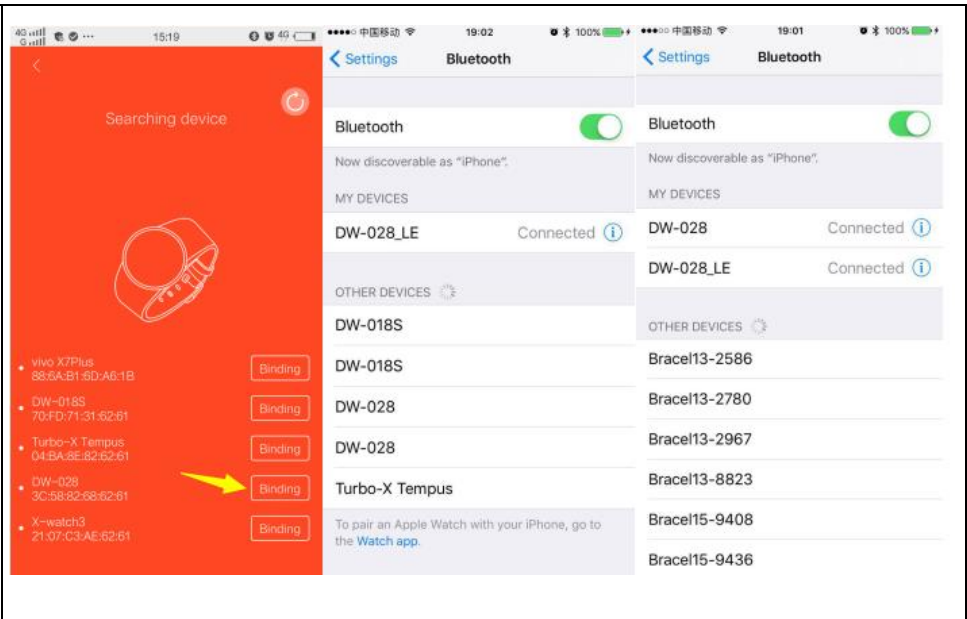 4G
G
15:19
4G
Searching device
vivo X7Plus
88:6A:B1:6D:A6:1B
Binding
DW-018S
70:FD:71:31:62:61
Binding
Turbo-X Tempus
04:BA:8E:82:62:61
Binding
DW-028
3C:58:82:68:62:61
Binding
X-watch3
21:07:C3:AE:62:61
Binding
中国移动 19:02 100%
Settings Bluetooth
Bluetooth
Now discoverable as “iPhone”.
MY DEVICES
DW-028_LE Connected
OTHER DEVICES
DW-018S
DW-018S
DW-028
DW-028
Turbo-X Tempus
To pair an Apple Watch with your iPhone, go to
the Watch app.
中国移动 19:01 100%
Settings Bluetooth
Bluetooth
Now discoverable as “iPhone”.
MY DEVICES
DW-028 Connected
DW-028_LE Connected
OTHER DEVICES
Bracel13-2586
Bracel13-2780
Bracel13-2967
Bracel13-8823
Bracel15-9408
Bracel15-9436